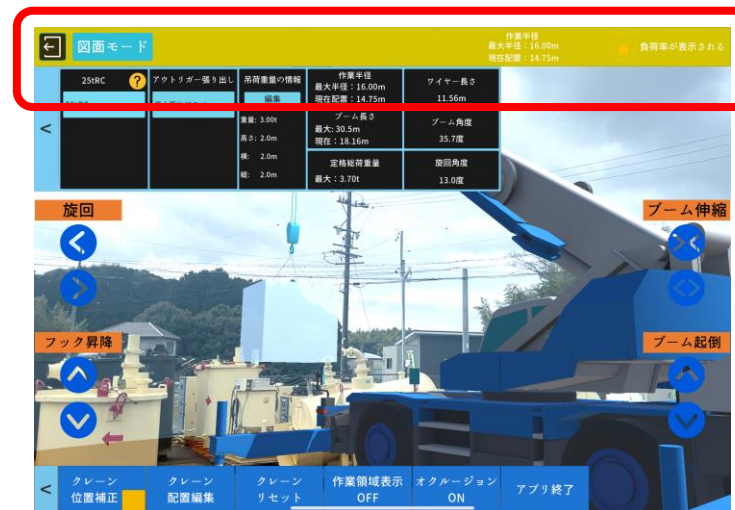 図面モード
作業半径
最大半径：16.00m
現在配置：14.75m
負荷率が表示される
25tRC
?
アウトリガー張り出し
吊荷重量の情報
編集
重量: 3.00t
高さ: 2.0m
横: 2.0m
縦: 2.0m
作業半径
最大半径：16.00m
現在配置：14.75m
ブーム長さ
最大: 30.5m
現在：18.16m
定格総荷重量
最大：3.70t
ワイヤー長さ
11.56m
ブーム角度
35.7度
旋回角度
13.0度
旋回
ブーム伸縮
フック昇降
ブーム起倒
クレーン
位置補正
クレーン
配置編集
クレーン
リセット
作業領域表示
OFF
オクルージョン
ON
アプリ終了